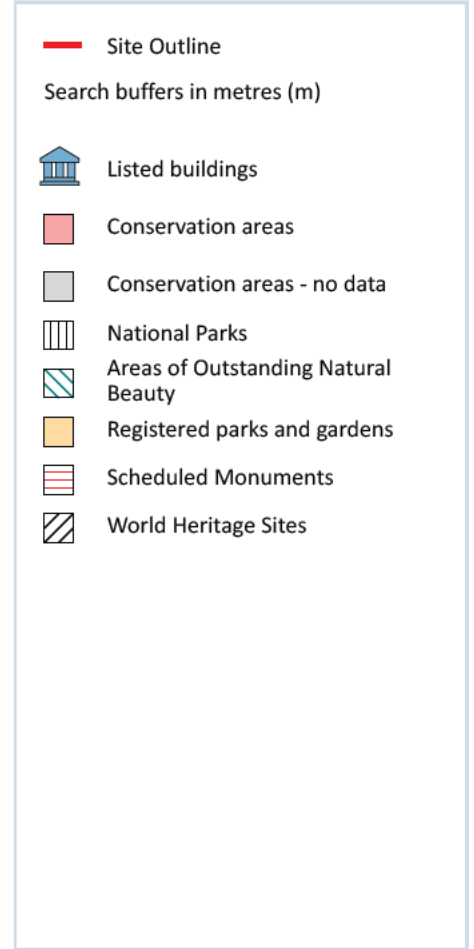 Site Outline
Search buffers in metres (m)
Listed buildings
Conservation areas
Conservation areas - no data
National Parks
Areas of Outstanding Natural
Beauty
Registered parks and gardens
Scheduled Monuments
World Heritage Sites